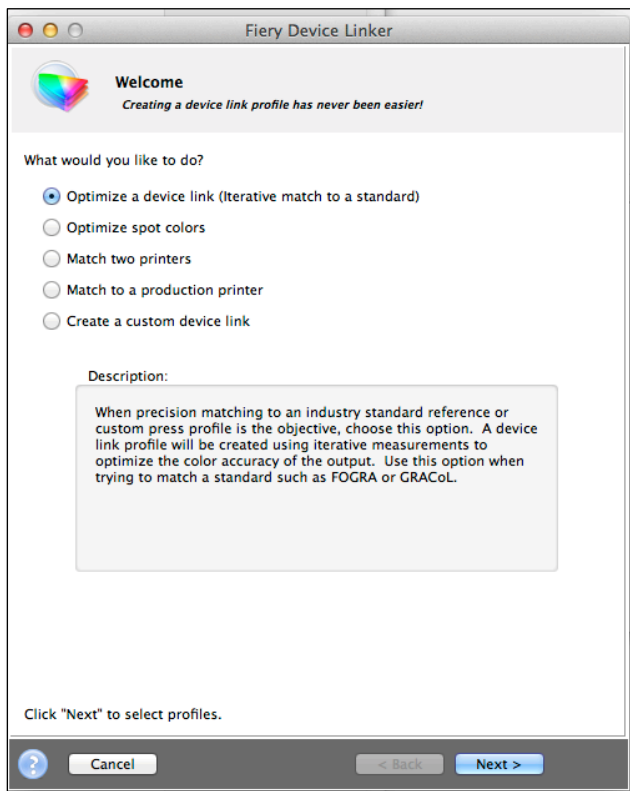 Fiery Device Linker
Welcome
Creating a device link profile has never been easier!
What would you like to do?
Optimize a device link (Iterative match to a standard)
Optimize spot colors
Match two printers
Match to a production printer
Create a custom device link
Description:
When precision matching to an industry standard reference or
custom press profile is the objective, choose this option.  A device
link profile will be created using iterative measurements to
optimize the color accuracy of the output.  Use this option when
trying to match a standard such as FOGRA or GRACoL.
Click "Next" to select profiles.
? Cancel < Back Next >